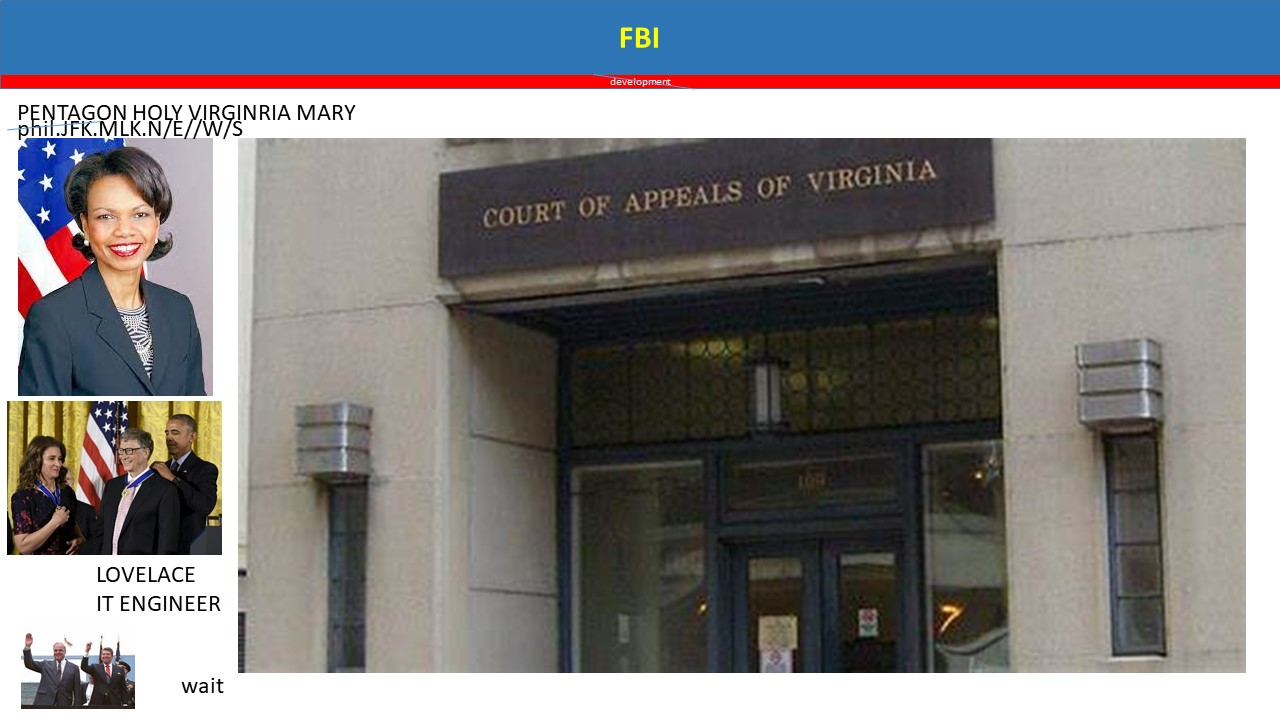 FBI
development
PENTAGON HOLY VIRGINRIA MARY
phil.JFK.MLK.N/E//W/S
COURT OF APPEALS OF VIRGINIA
109
LOVELACE
IT ENGINEER
wait